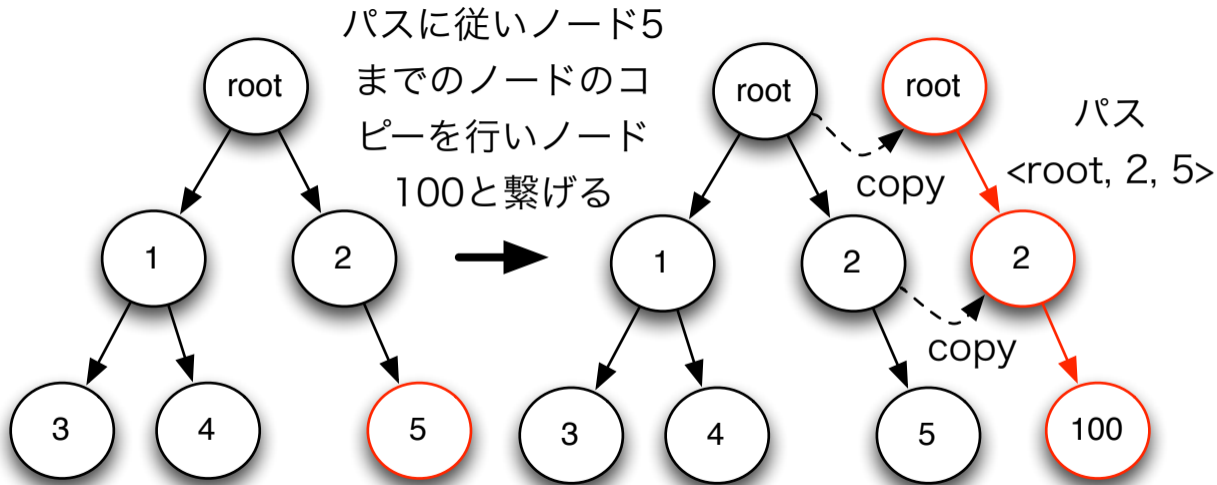 パスに従いノード5
までのノードのコ
ピーを行いノード
100と繋げる
root
1
2
3
4
5
root
root
copy
パス
<root, 2, 5>
1
2
2
copy
3
4
5
100